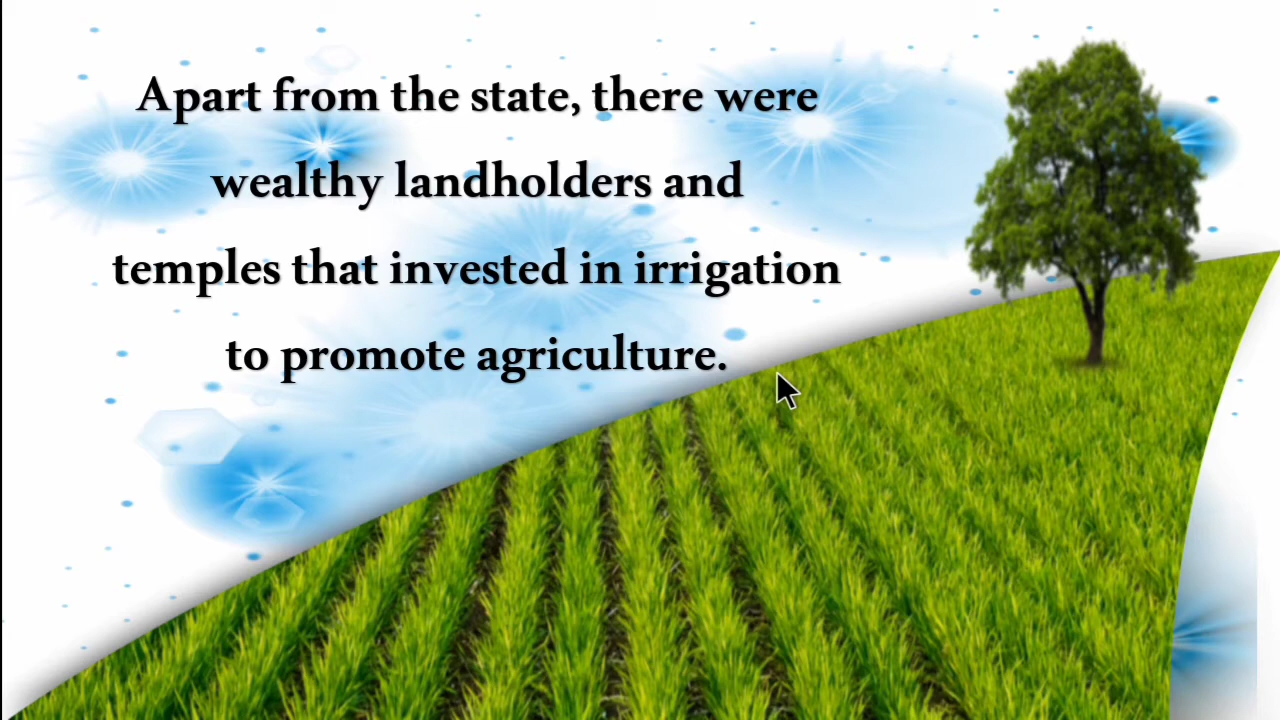 Apart from the state, there were
wealthy landholders and
temples that invested in irrigation
to promote agriculture.